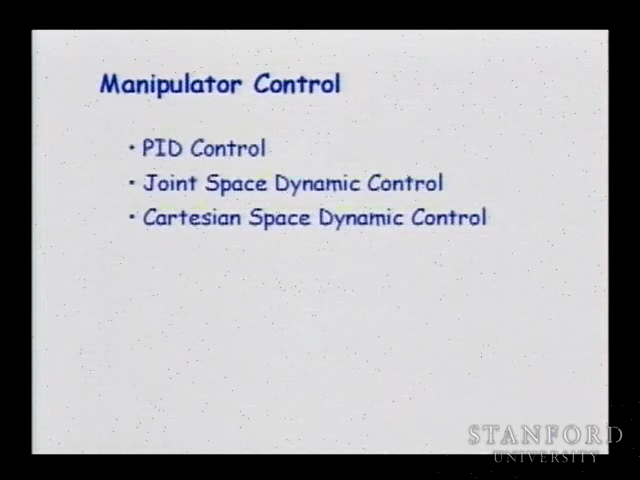 Manipulator Control
• PID Control
• Joint Space Dynamic Control
• Cartesian Space Dynamic Control
STANFORD
UNIVERSITY